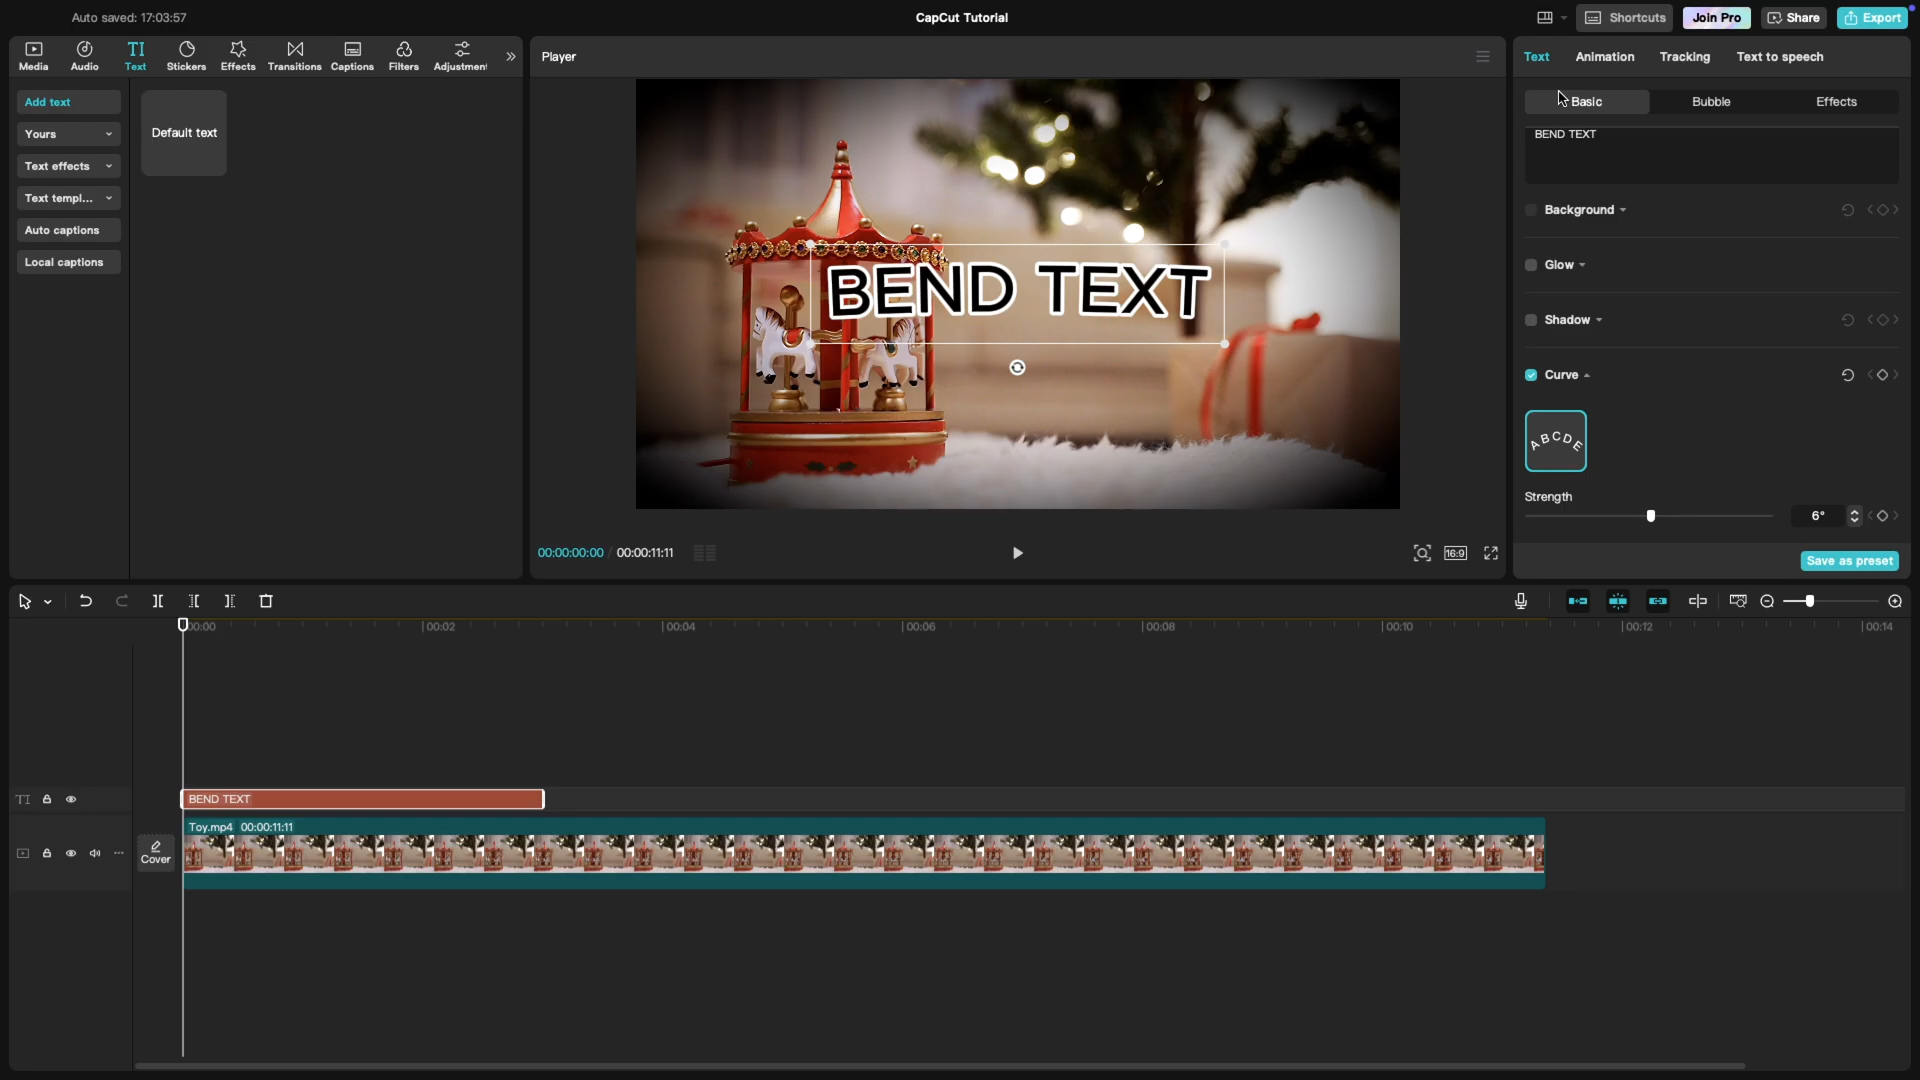 Auto saved: 17:03:57
CapCut Tutorial
Shortcuts
Join Pro
Share
Export
Media
Audio
TI
Text
Stickers
Effects
Transitions
Captions
Filters
Adjustment
Add text
Yours
Text effects
Text templ...
Auto captions
Local captions
Default text
Player
BEND TEXT
00:00:00:00 / 00:00:11:11
16:9
Text
Animation
Tracking
Text to speech
Basic
Bubble
Effects
BEND TEXT
Background
Glow
Shadow
Curve
ABCDE
Strength
6°
Save as preset
00:00
00:02
00:04
00:06
00:08
00:10
00:12
00:14
TI
BEND TEXT
Cover
Toy.mp4 00:00:11:11